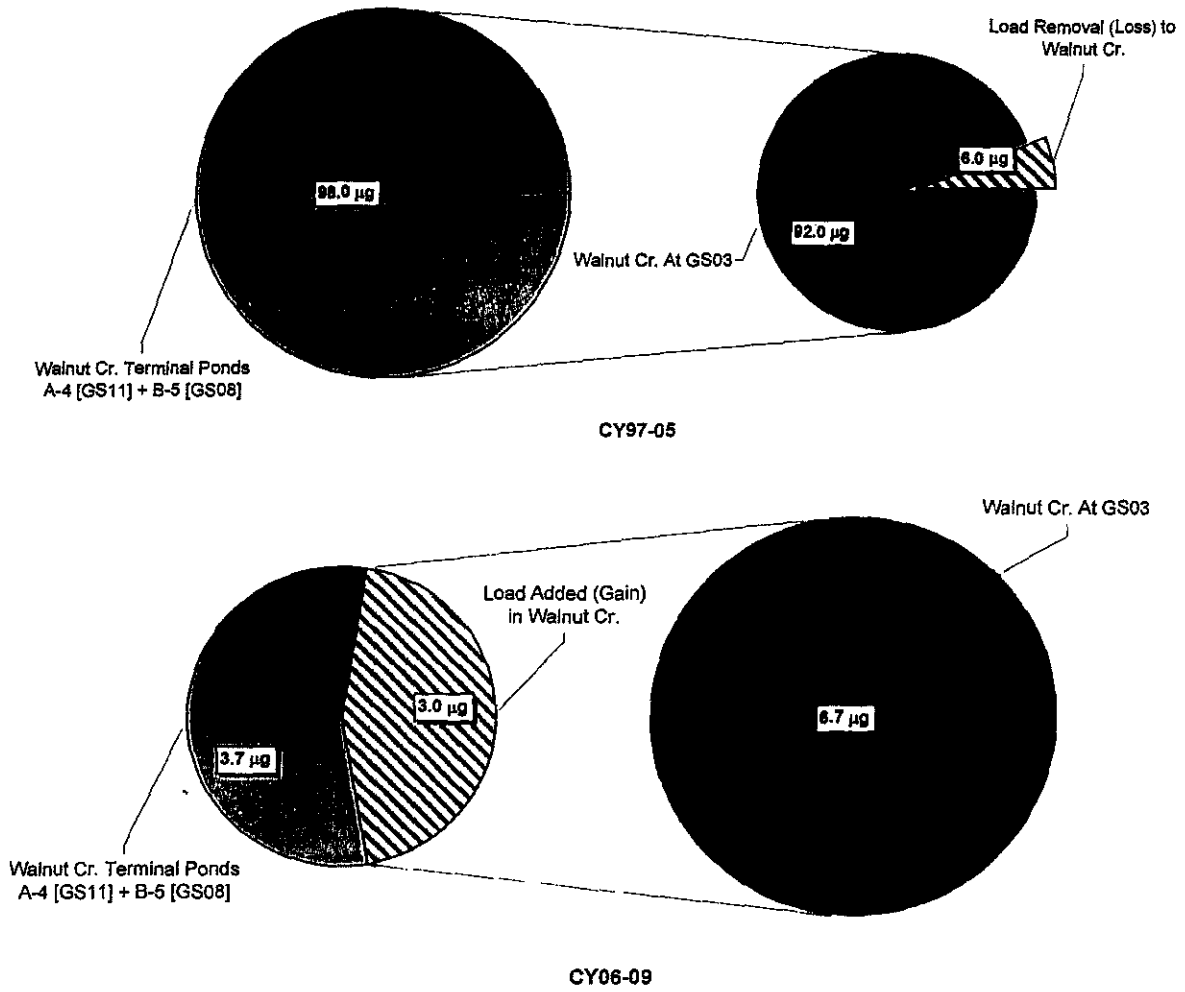 Load Removal (Loss) to
Walnut Cr.
6.0 µg
98.0 µg
92.0 µg
Walnut Cr. At GS03
Walnut Cr. Terminal Ponds
A-4 [GS11] + B-5 [GS08]
CY97-05
Walnut Cr. At GS03
Load Added (Gain)
in Walnut Cr.
3.0 µg
6.7 µg
3.7 µg
Walnut Cr. Terminal Ponds
A-4 [GS11] + B-5 [GS08]
CY06-09